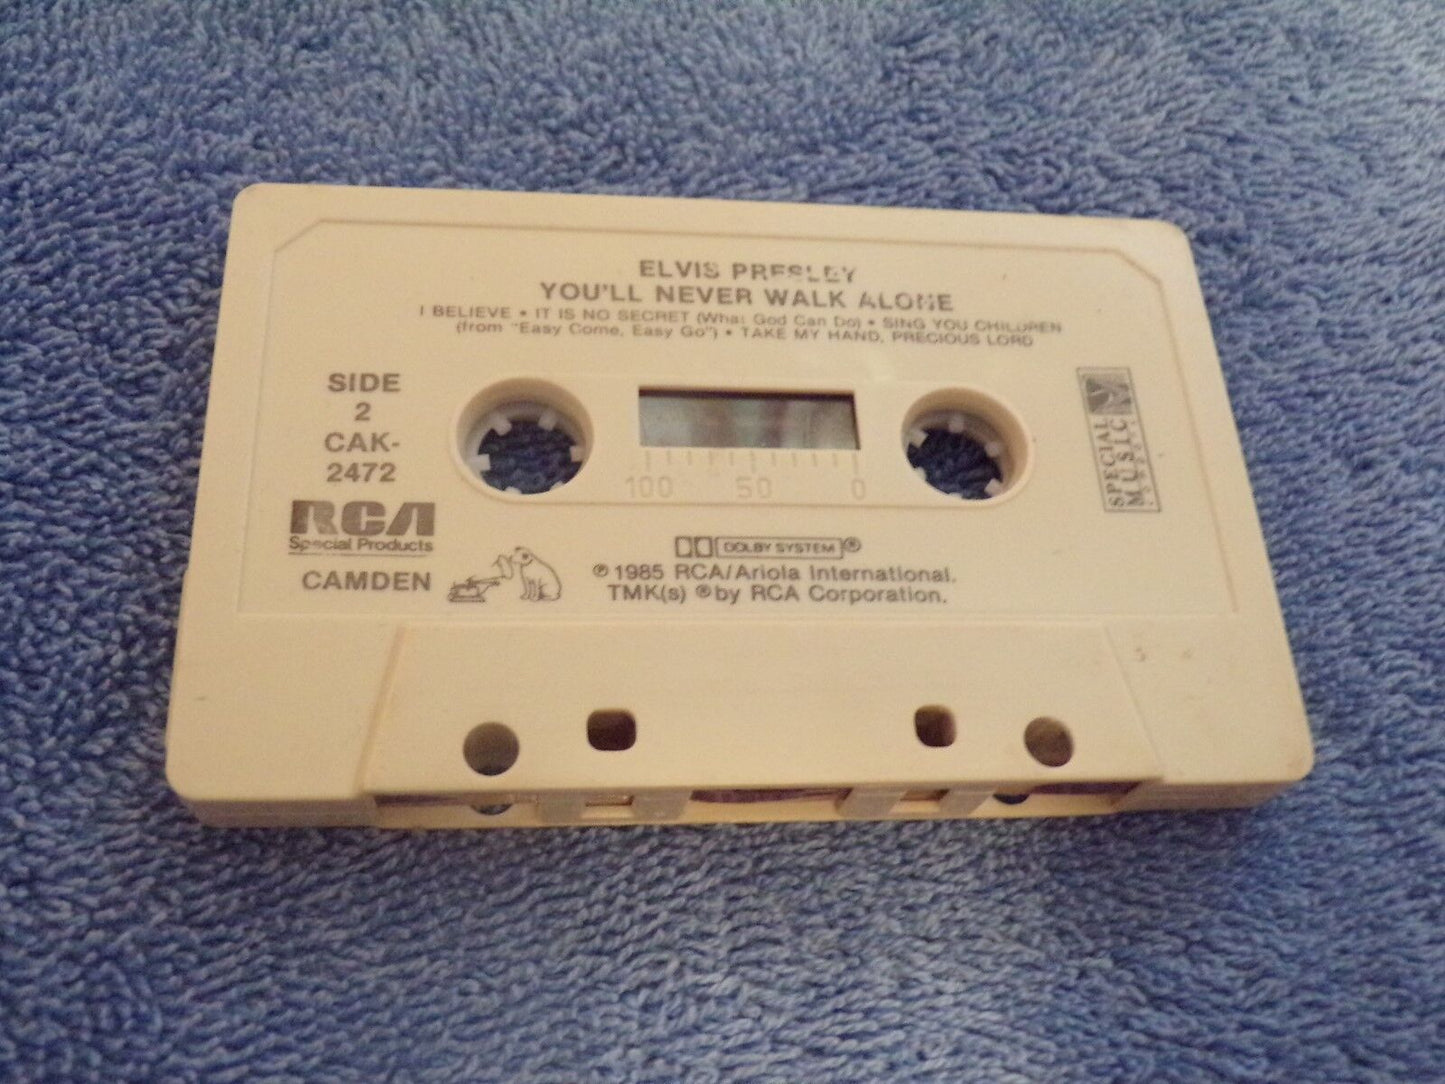 ELVIS PRESLEY
YOU'LL NEVER WALK ALONE
I BELIEVE • IT IS NO SECRET (What God Can Do) • SING YOU CHILDREN
(from "Easy Come, Easy Go") • TAKE MY HAND, PRECIOUS LORD
SIDE
2
CAK-
2472
RCA
Special Products
CAMDEN
100 50 0
DOLBY SYSTEM ®
℗ 1985 RCA/Ariola International.
TMK(s) ® by RCA Corporation.
SPECIAL
MUSIC